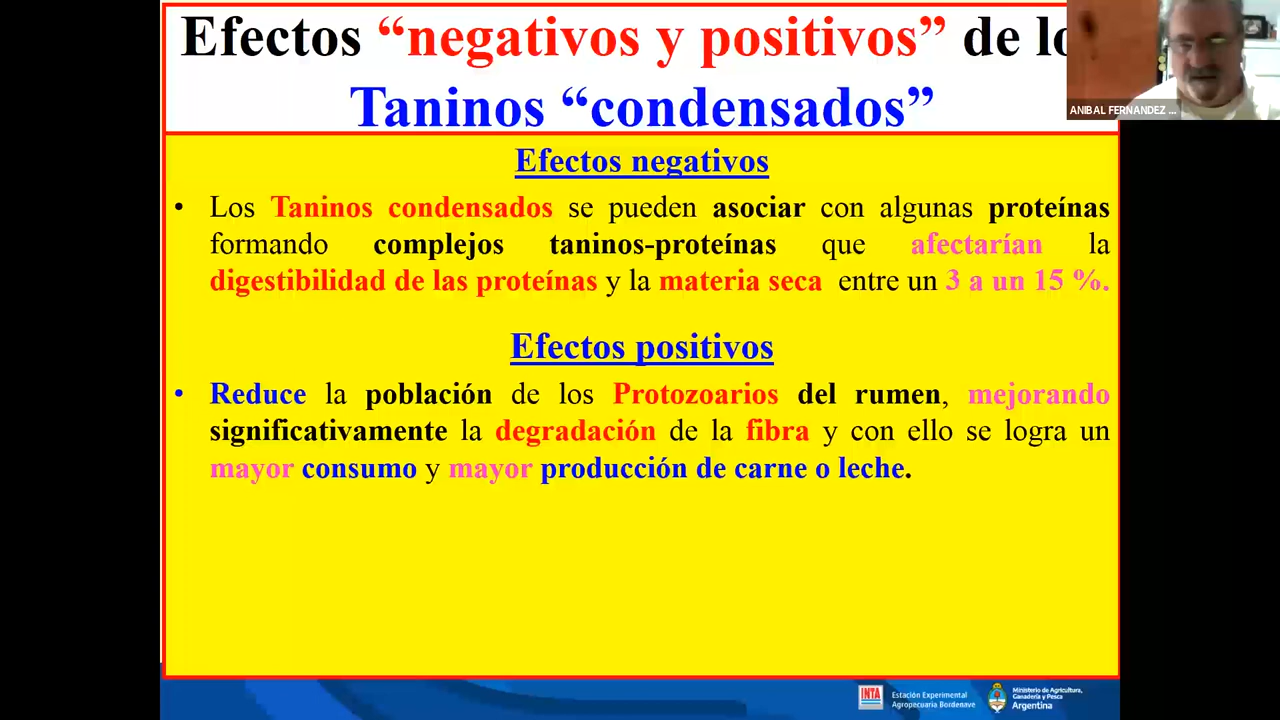 Efectos “negativos y positivos” de lo
Taninos “condensados”
ANIBAL FERNANDEZ ...
Efectos negativos
• Los Taninos condensados se pueden asociar con algunas proteínas
formando complejos taninos-proteínas que afectarían la
digestibilidad de las proteínas y la materia seca entre un 3 a un 15 %.
Efectos positivos
• Reduce la población de los Protozoarios del rumen, mejorando
significativamente la degradación de la fibra y con ello se logra un
mayor consumo y mayor producción de carne o leche.
INTA
Estación Experimental
Agropecuaria Bordenave
Ministerio de Agricultura,
Ganadería y Pesca
Argentina